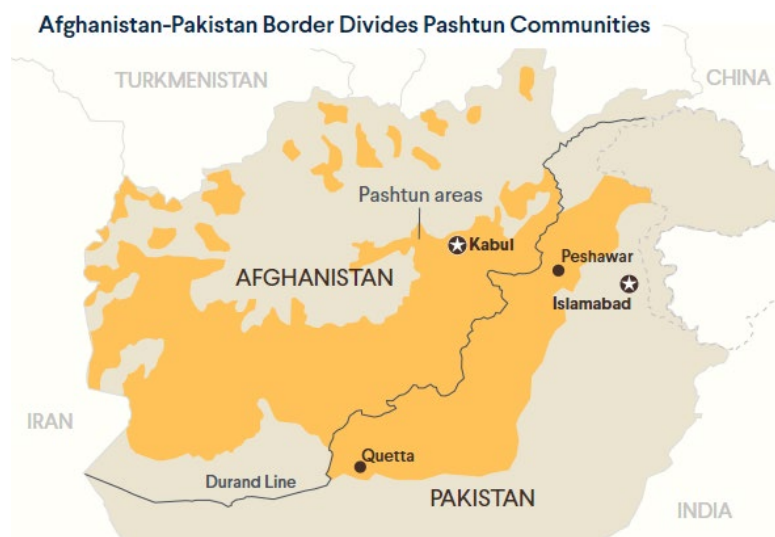 Afghanistan-Pakistan Border Divides Pashtun Communities
TURKMENISTAN
CHINA
Pashtun areas
Kabul
Peshawar
AFGHANISTAN
Islamabad
IRAN
Quetta
Durand Line
PAKISTAN
INDIA